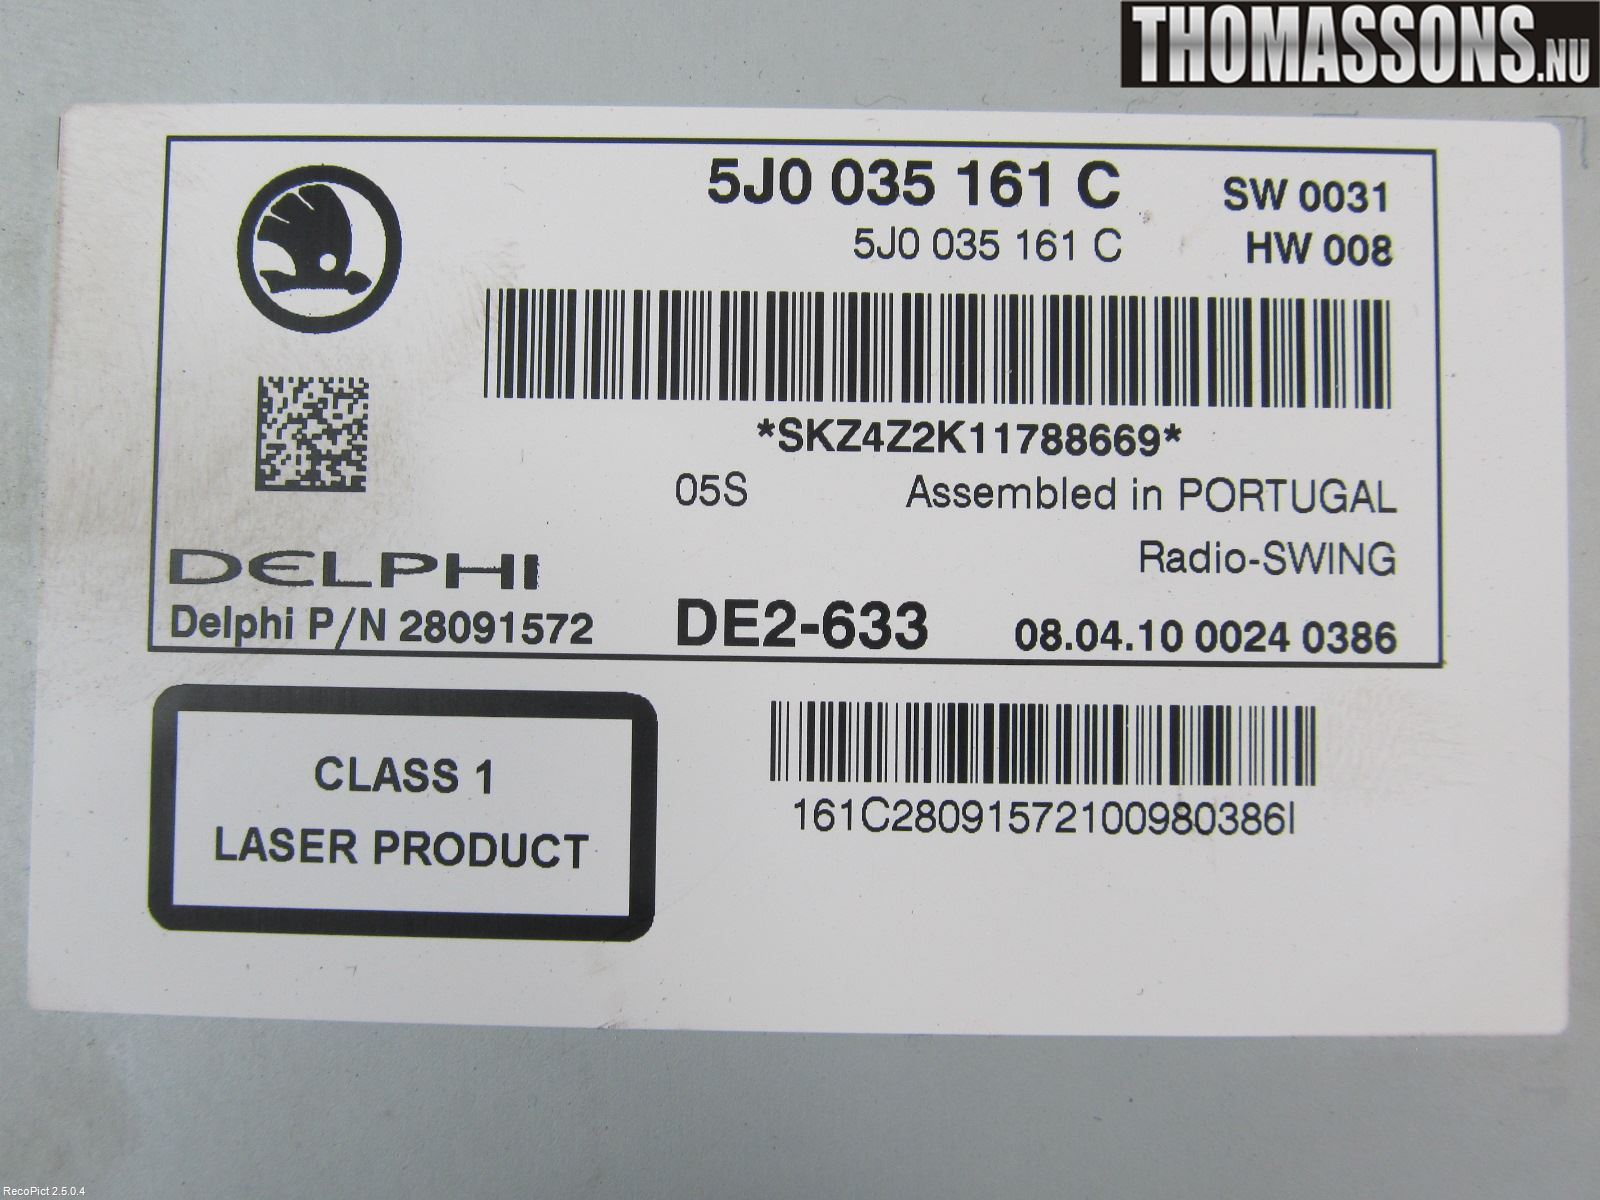 THOMASSONS.NU
5J0 035 161 C SW 0031
5J0 035 161 C HW 008
*SKZ4Z2K11788669*
05S Assembled in PORTUGAL
Radio-SWING
DELPHI
Delphi P/N 28091572 DE2-633 08.04.10 0024 0386
CLASS 1
LASER PRODUCT
161C28091572100980386I
RecoPict 2.5.0.4